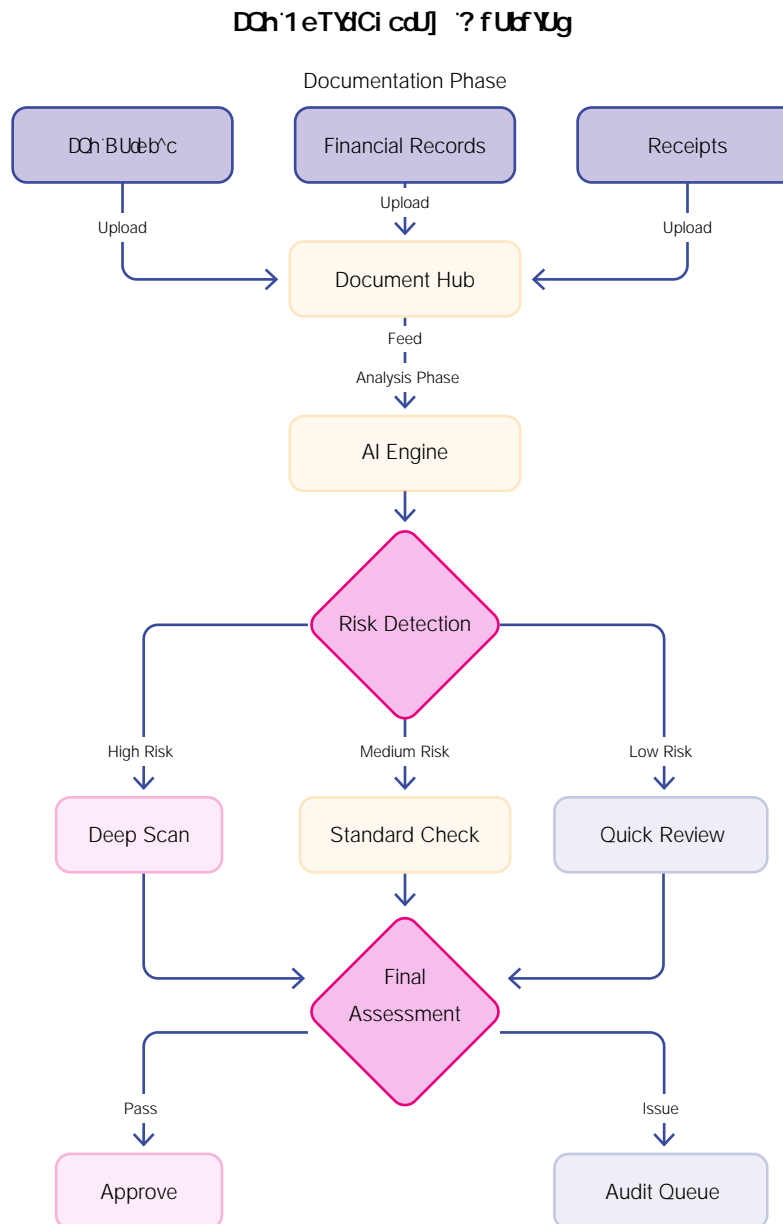 Documentation Phase
Financial Records
Receipts
Upload
Upload
Upload
Document Hub
Feed
Analysis Phase
AI Engine
Risk Detection
High Risk
Medium Risk
Low Risk
Deep Scan
Standard Check
Quick Review
Final
Assessment
Pass
Issue
Approve
Audit Queue